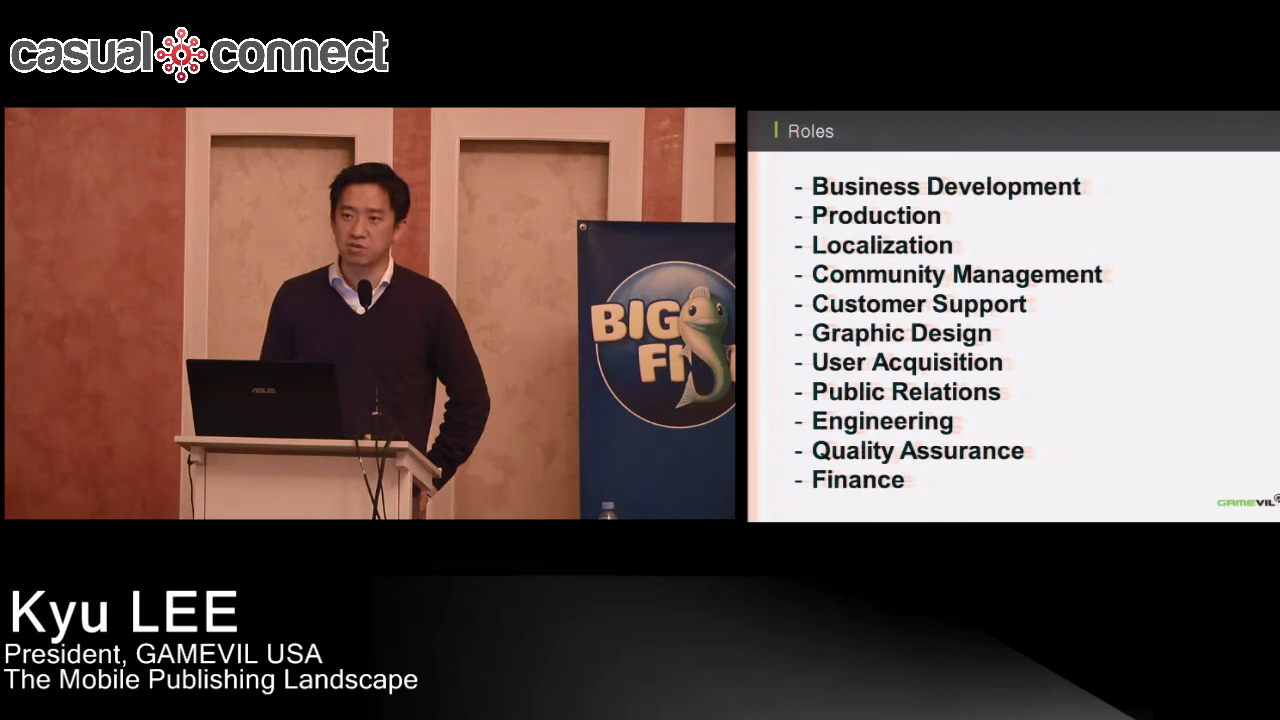 casual connect
ASUS
BIG
Roles
- Business Development
- Production
- Localization
- Community Management
- Customer Support
- Graphic Design
- User Acquisition
- Public Relations
- Engineering
- Quality Assurance
- Finance
GAMEVIL
Kyu LEE
President, GAMEVIL USA
The Mobile Publishing Landscape